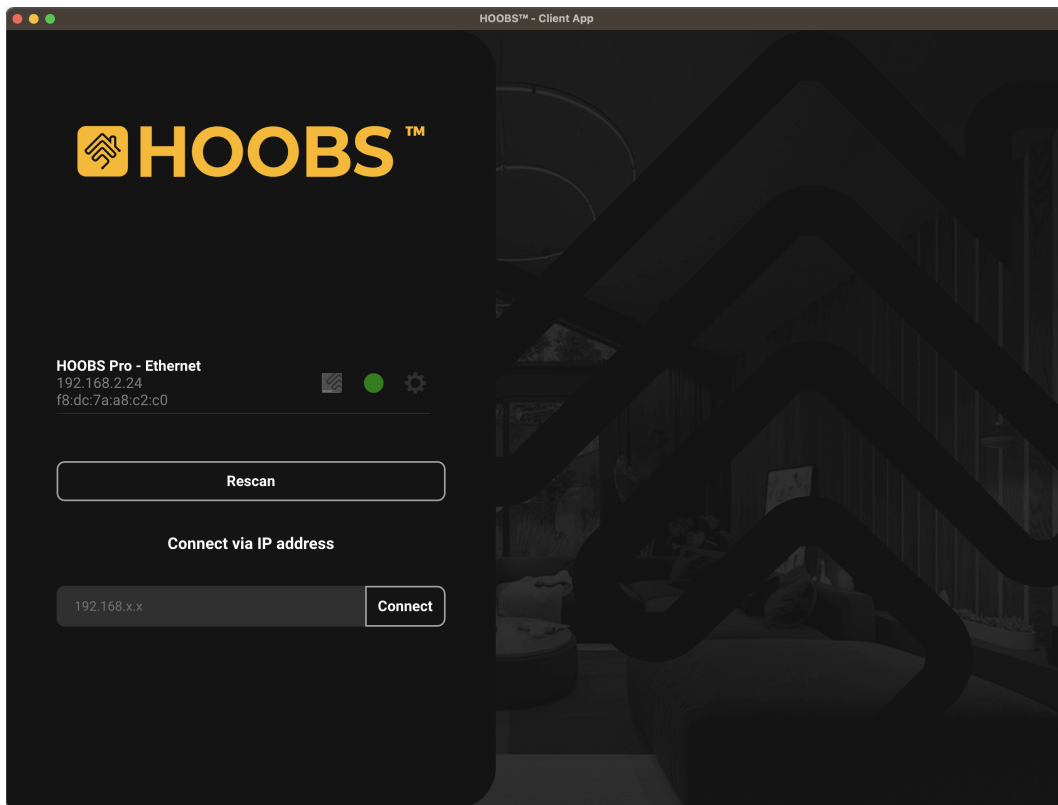 HOOBS™ - Client App
HOOBS™
HOOBS Pro - Ethernet
192.168.2.24
f8:dc:7a:a8:c2:c0
Rescan
Connect via IP address
192.168.x.x
Connect